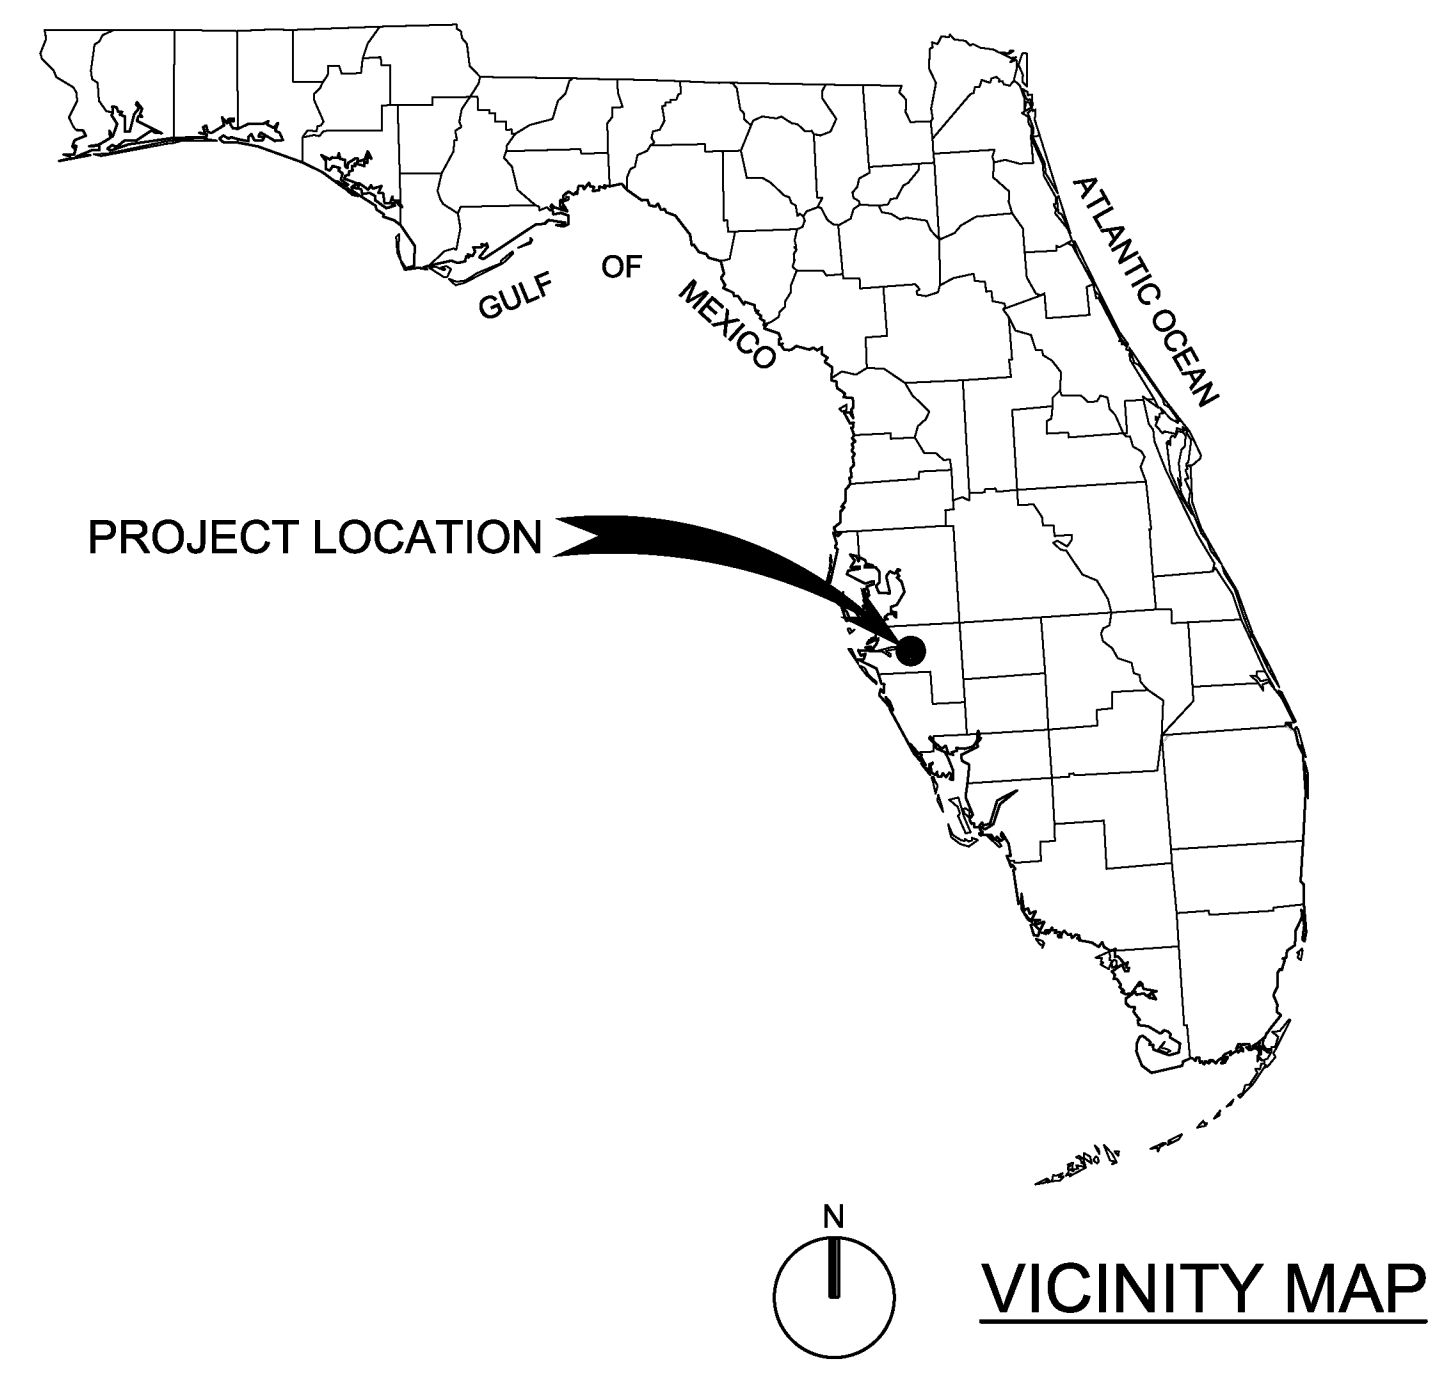 ATLANTIC OCEAN
GULF OF MEXICO
PROJECT LOCATION
N
VICINITY MAP